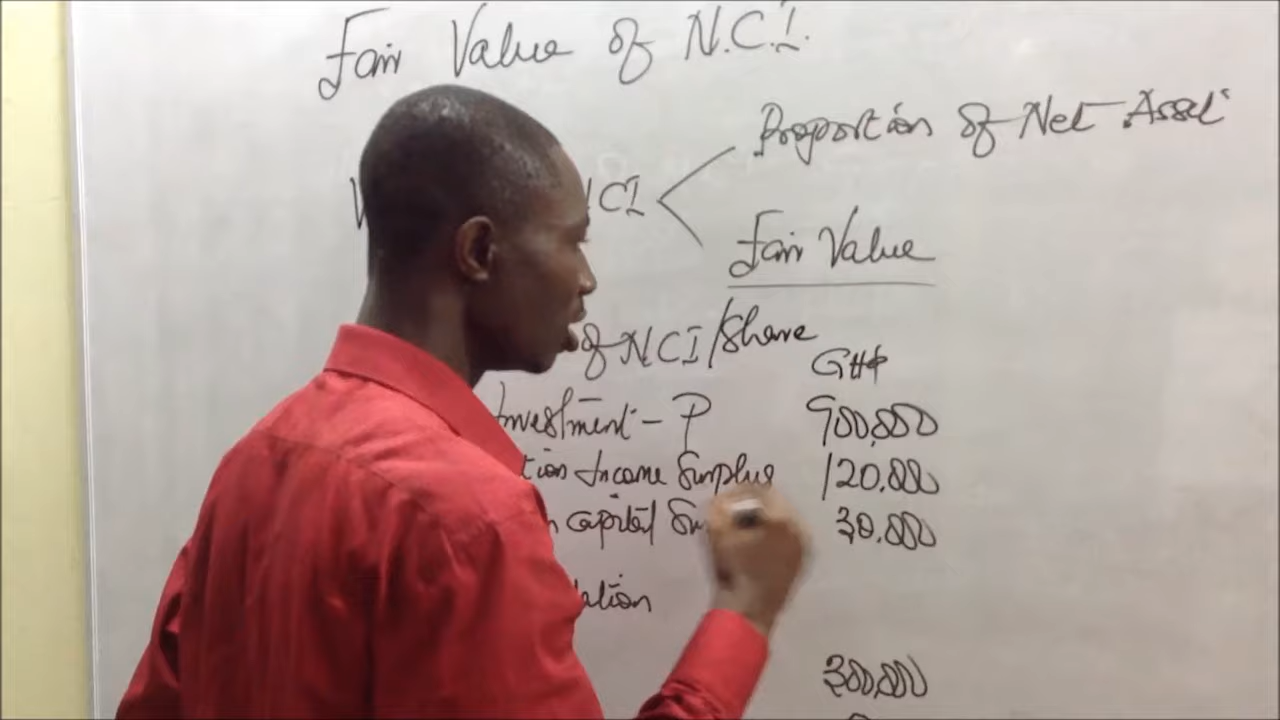 Fair Value of N.C.I.
Proportion of Net Asset
NCI
Fair Value
of NCI/Share
GH¢
Investment - P 900,000
tion Income Surplus 120,000
n capital Su 30,000
lation
300,000